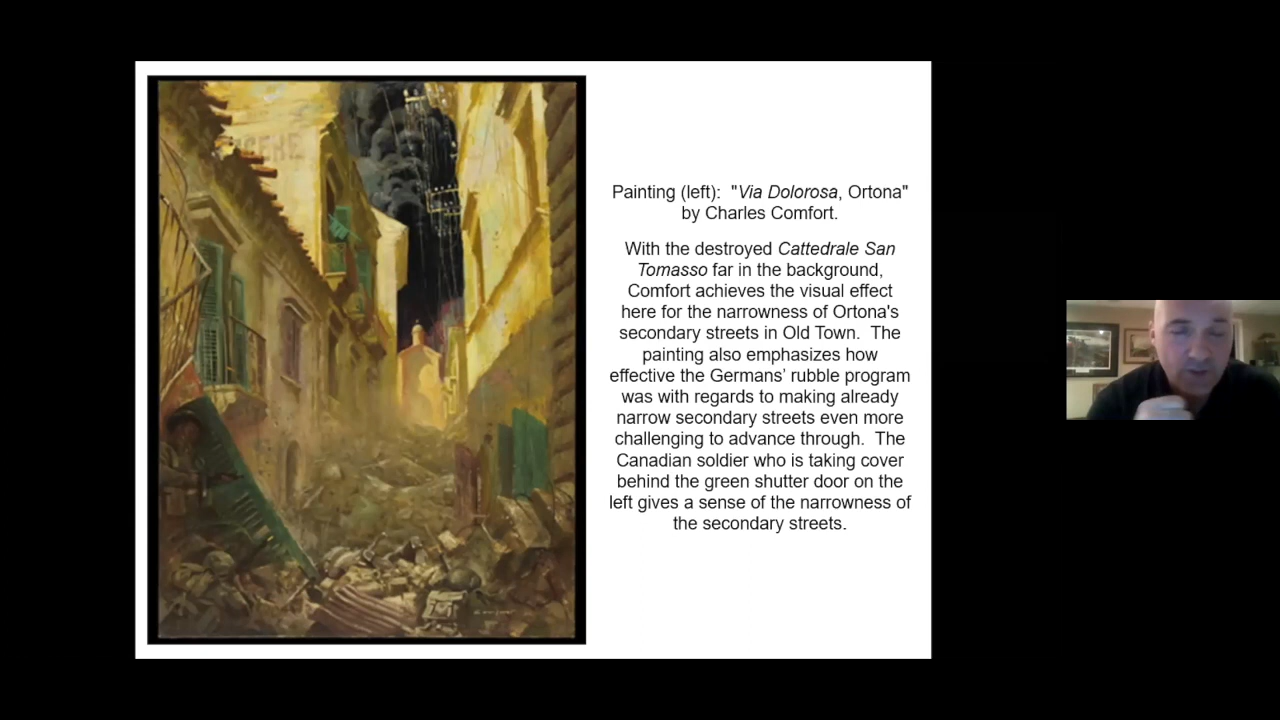 Painting (left):  "Via Dolorosa, Ortona"
by Charles Comfort.
With the destroyed Cattedrale San
Tomasso far in the background,
Comfort achieves the visual effect
here for the narrowness of Ortona's
secondary streets in Old Town.  The
painting also emphasizes how
effective the Germans’ rubble program
was with regards to making already
narrow secondary streets even more
challenging to advance through.  The
Canadian soldier who is taking cover
behind the green shutter door on the
left gives a sense of the narrowness of
the secondary streets.